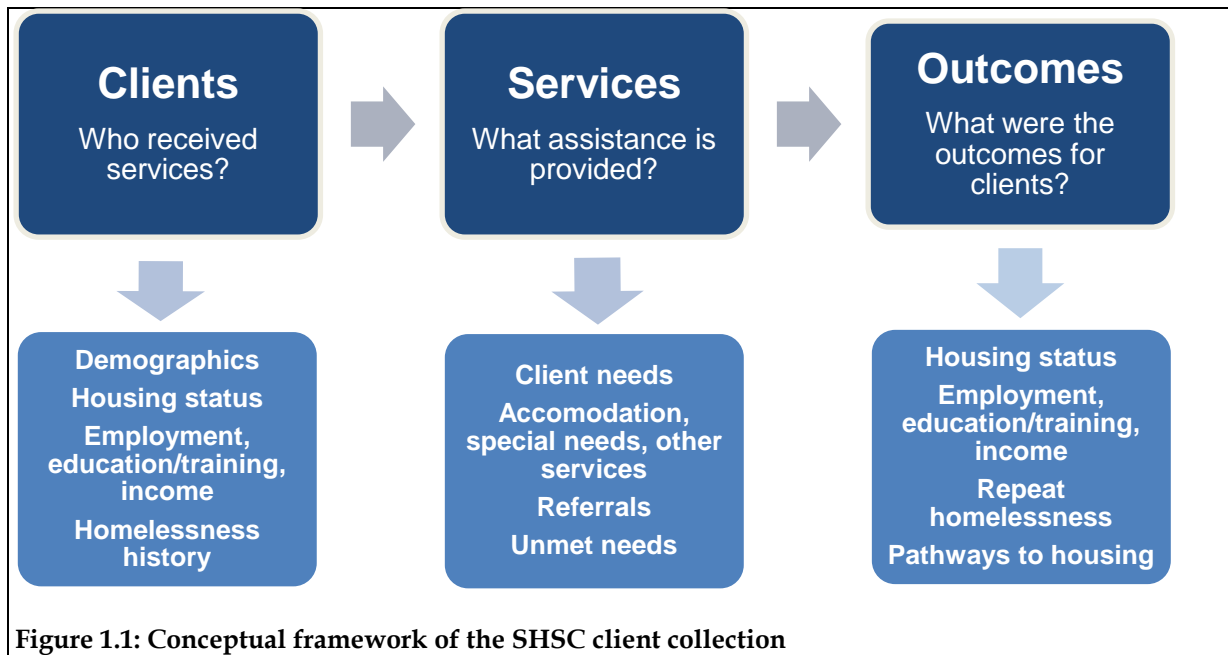 Clients
Who received
services?
Services
What assistance is
provided?
Outcomes
What were the
outcomes for
clients?
Demographics
Housing status
Employment,
education/training,
income
Homelessness
history
Client needs
Accomodation,
special needs, other
services
Referrals
Unmet needs
Housing status
Employment,
education/training,
income
Repeat
homelessness
Pathways to housing
Figure 1.1: Conceptual framework of the SHSC client collection